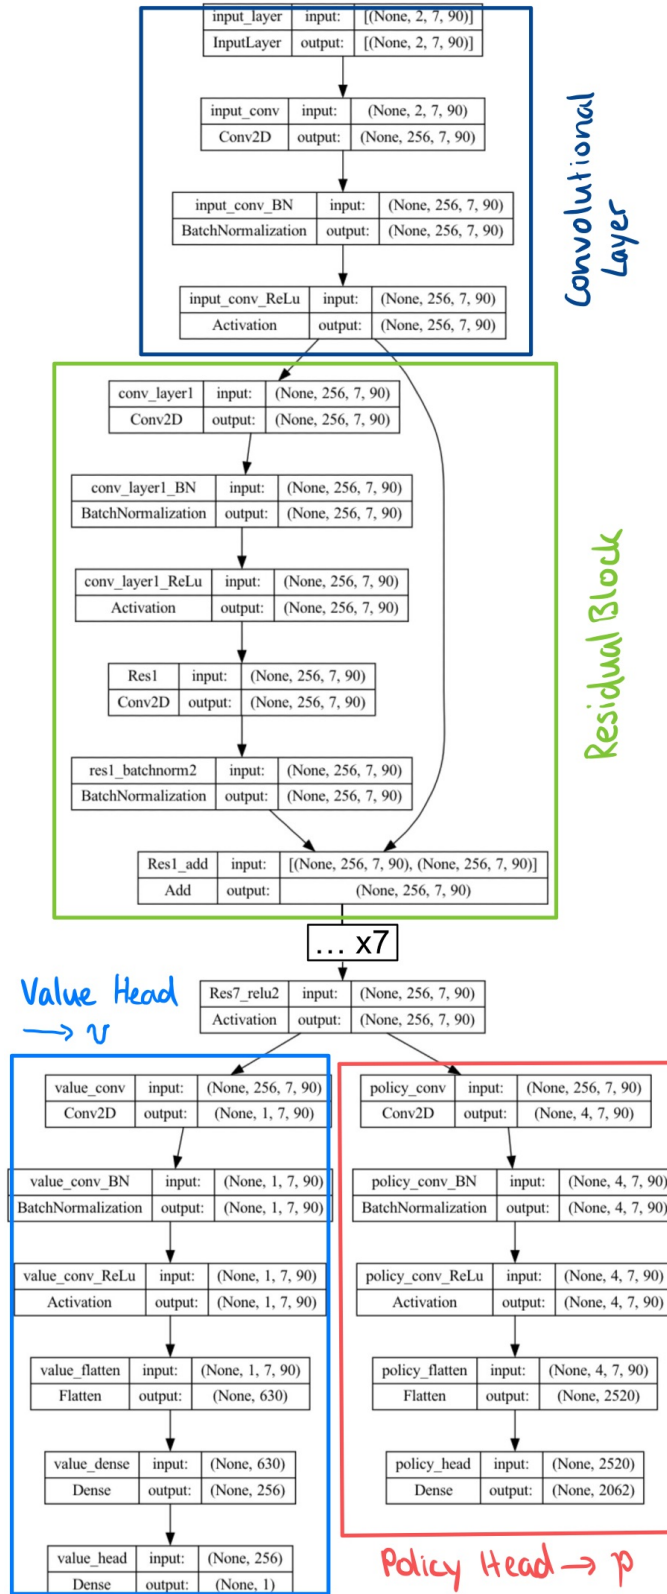 input_layer input: [(None, 2, 7, 90)]
InputLayer output: [(None, 2, 7, 90)]
input_conv input: (None, 2, 7, 90)
Conv2D output: (None, 256, 7, 90)
input_conv_BN input: (None, 256, 7, 90)
BatchNormalization output: (None, 256, 7, 90)
input_conv_ReLu input: (None, 256, 7, 90)
Activation output: (None, 256, 7, 90)
Convolutional
Layer
conv_layer1 input: (None, 256, 7, 90)
Conv2D output: (None, 256, 7, 90)
conv_layer1_BN input: (None, 256, 7, 90)
BatchNormalization output: (None, 256, 7, 90)
conv_layer1_ReLu input: (None, 256, 7, 90)
Activation output: (None, 256, 7, 90)
Res1 input: (None, 256, 7, 90)
Conv2D output: (None, 256, 7, 90)
res1_batchnorm2 input: (None, 256, 7, 90)
BatchNormalization output: (None, 256, 7, 90)
Res1_add input: [(None, 256, 7, 90), (None, 256, 7, 90)]
Add output: (None, 256, 7, 90)
Residual Block
... x7
Res7_relu2 input: (None, 256, 7, 90)
Activation output: (None, 256, 7, 90)
Value Head
→ v
value_conv input: (None, 256, 7, 90)
Conv2D output: (None, 1, 7, 90)
value_conv_BN input: (None, 1, 7, 90)
BatchNormalization output: (None, 1, 7, 90)
value_conv_ReLu input: (None, 1, 7, 90)
Activation output: (None, 1, 7, 90)
value_flatten input: (None, 1, 7, 90)
Flatten output: (None, 630)
value_dense input: (None, 630)
Dense output: (None, 256)
value_head input: (None, 256)
Dense output: (None, 1)
policy_conv input: (None, 256, 7, 90)
Conv2D output: (None, 4, 7, 90)
policy_conv_BN input: (None, 4, 7, 90)
BatchNormalization output: (None, 4, 7, 90)
policy_conv_ReLu input: (None, 4, 7, 90)
Activation output: (None, 4, 7, 90)
policy_flatten input: (None, 4, 7, 90)
Flatten output: (None, 2520)
policy_head input: (None, 2520)
Dense output: (None, 2062)
Policy Head → p